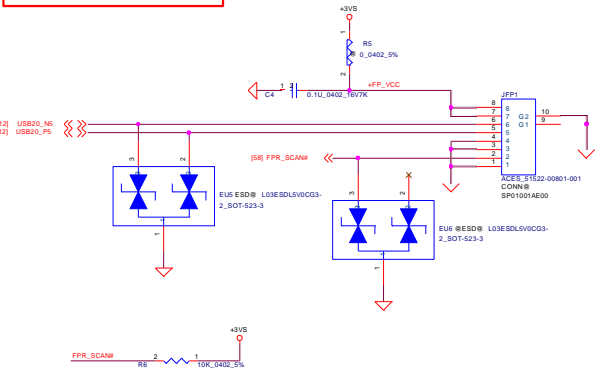 +3VS
1
R5
@ 0_0402_5%
2
+FP_VCC
1 2
C4
0.1U_0402_16V7K
JFP1
8 8
7 7 G2 10
6 6 G1 9
5 5
4 4
3 3
2 2
1 1
ACES_51522-00801-001
CONN@
SP01001AE00
12] USB20_N5
12] USB20_P5
[58] FPR_SCAN#
3 2
EU5 ESD@ L03ESDL5V0CG3-
2_SOT-523-3
1
3 2
EU6 @ESD@ L03ESDL5V0CG3-
2_SOT-523-3
1
+3VS
FPR_SCAN#
2 1
R6
10K_0402_5%